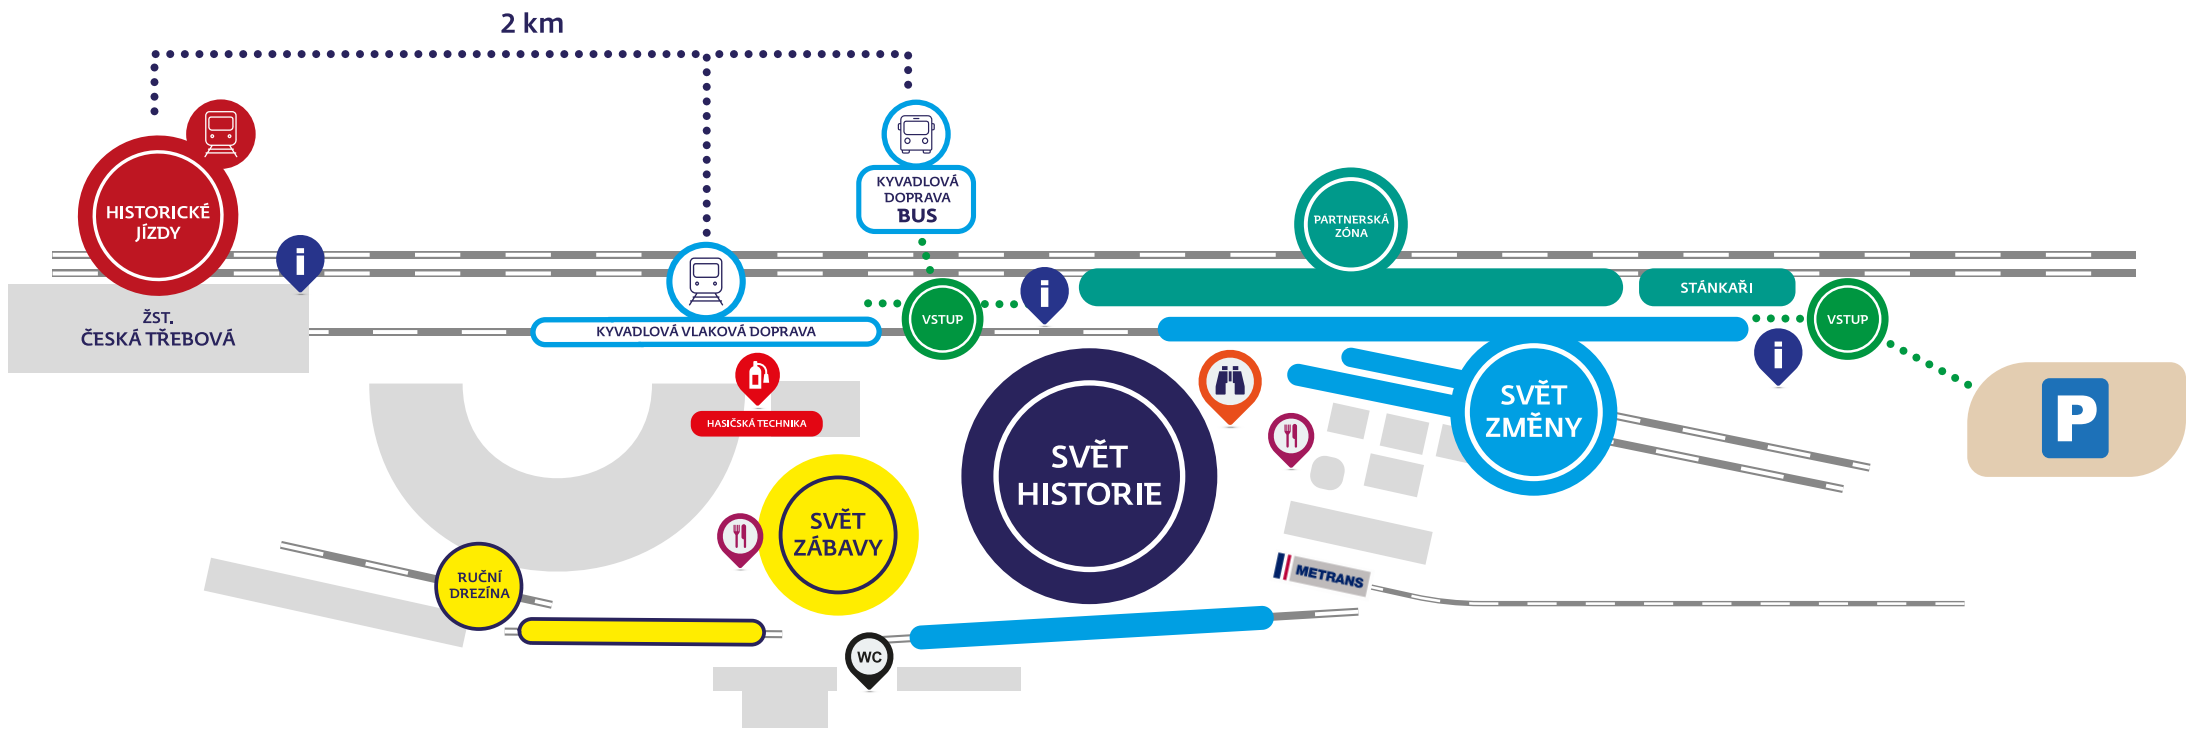 2 km
HISTORICKÉ
JÍZDY
KYVADLOVÁ
DOPRAVA
BUS
PARTNERSKÁ
ZÓNA
i
i
STÁNKAŘI
ŽST.
ČESKÁ TŘEBOVÁ
KYVADLOVÁ VLAKOVÁ DOPRAVA
VSTUP
VSTUP
i
HASIČSKÁ TECHNIKA
SVĚT
ZMĚNY
P
SVĚT
HISTORIE
SVĚT
ZÁBAVY
RUČNÍ
DREZÍNA
METRANS
WC